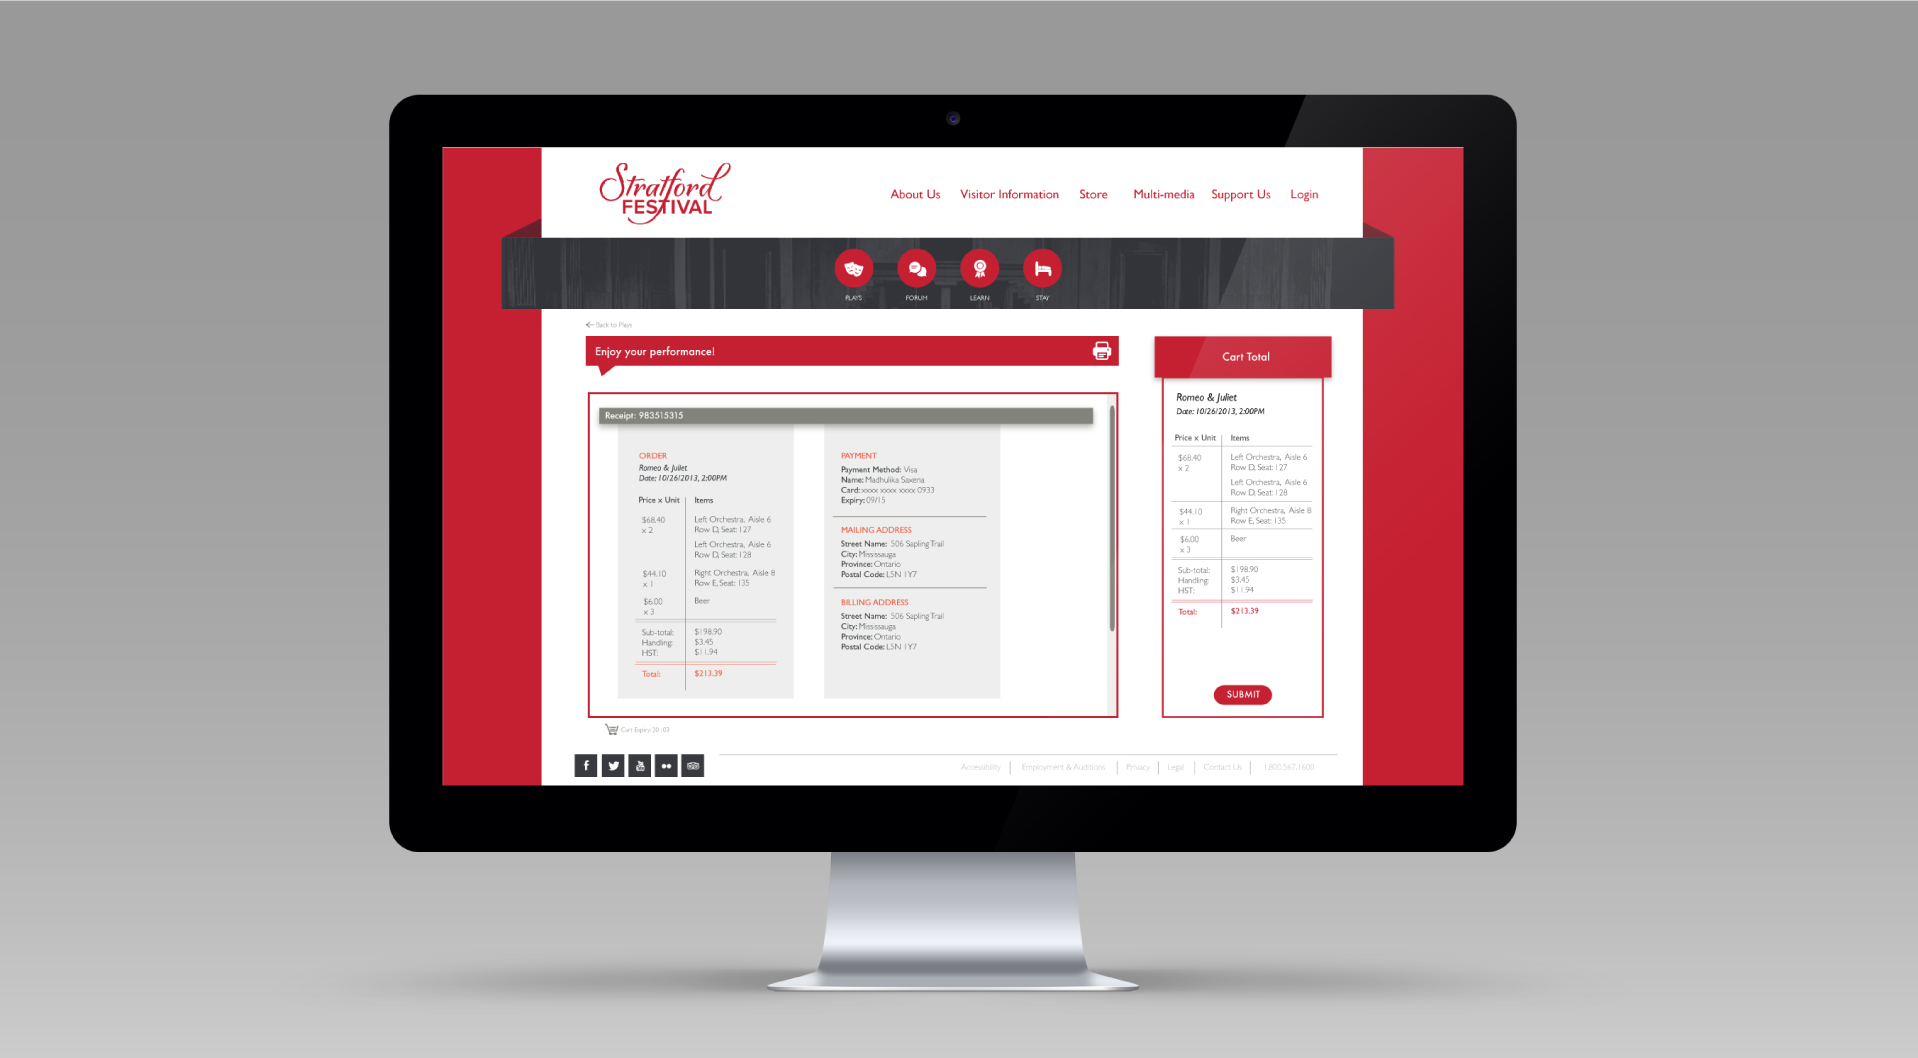 Stratford
FESTIVAL
About Us Visitor Information Store Multi-media Support Us Login
PLAYS FORUM LEARN STAY
Back to Plays
Enjoy your performance!
Receipt: 983515315
ORDER
Romeo & Juliet
Date: 10/26/2013, 2:00PM
Price x Unit Items
$68.40 Left Orchestra, Aisle 6
x 2 Row D, Seat: 127
Left Orchestra, Aisle 6
Row D, Seat: 128
$44.10 Right Orchestra, Aisle 8
x 1 Row E, Seat: 135
$6.00 Beer
x 3
Sub-total: $198.90
Handling: $3.45
HST: $11.94
Total: $213.39
PAYMENT
Payment Method: Visa
Name: Madhulika Saxena
Card: xxxx xxxx xxxx 0933
Expiry: 09/15
MAILING ADDRESS
Street Name: 506 Sapling Trail
City: Mississauga
Province: Ontario
Postal Code: L5N 1Y7
BILLING ADDRESS
Street Name: 506 Sapling Trail
City: Mississauga
Province: Ontario
Postal Code: L5N 1Y7
Cart Total
Romeo & Juliet
Date: 10/26/2013, 2:00PM
Price x Unit Items
$68.40 Left Orchestra, Aisle 6
x 2 Row D, Seat: 127
Left Orchestra, Aisle 6
Row D, Seat: 128
$44.10 Right Orchestra, Aisle 8
x 1 Row E, Seat: 135
$6.00 Beer
x 3
Sub-total: $198.90
Handling: $3.45
HST: $11.94
Total: $213.39
SUBMIT
Cart Expiry 20:03
Accessibility Employment & Auditions Privacy Legal Contact Us 1.800.567.1600